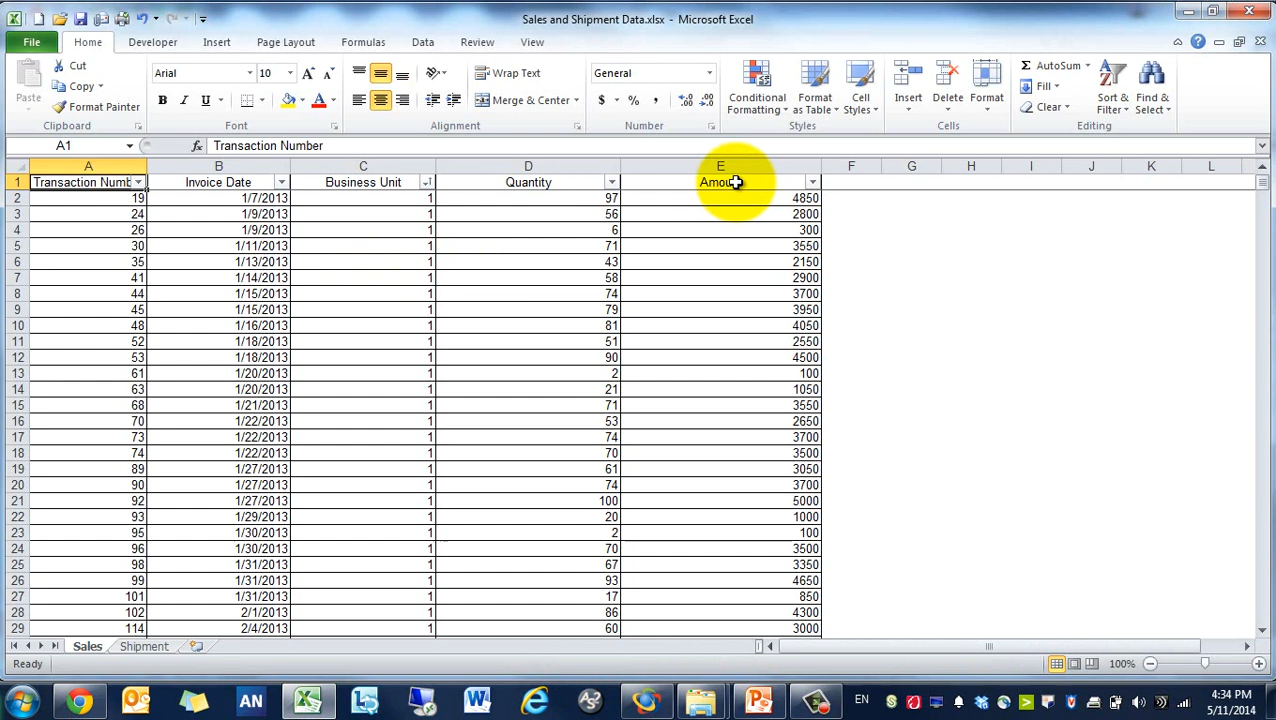 Sales and Shipment Data.xlsx - Microsoft Excel
File Home Developer Insert Page Layout Formulas Data Review View
Paste Cut Copy Format Painter Clipboard
Arial 10 B I U Font
Wrap Text Merge & Center Alignment
General $ % , Number
Conditional Formatting Format as Table Cell Styles Styles
Insert Delete Format Cells
AutoSum Fill Clear Sort & Filter Find & Select Editing
A1 fx Transaction Number
A B C D E F G H I J K L
1 Transaction Numb Invoice Date Business Unit Quantity
2 19 1/7/2013 1 97 4850
3 24 1/9/2013 1 56 2800
4 26 1/9/2013 1 6 300
5 30 1/11/2013 1 71 3550
6 35 1/13/2013 1 43 2150
7 41 1/14/2013 1 58 2900
8 44 1/15/2013 1 74 3700
9 45 1/15/2013 1 79 3950
10 48 1/16/2013 1 81 4050
11 52 1/18/2013 1 51 2550
12 53 1/18/2013 1 90 4500
13 61 1/20/2013 1 2 100
14 63 1/20/2013 1 21 1050
15 68 1/21/2013 1 71 3550
16 70 1/22/2013 1 53 2650
17 73 1/22/2013 1 74 3700
18 74 1/22/2013 1 70 3500
19 89 1/27/2013 1 61 3050
20 90 1/27/2013 1 74 3700
21 92 1/27/2013 1 100 5000
22 93 1/29/2013 1 20 1000
23 95 1/30/2013 1 2 100
24 96 1/30/2013 1 70 3500
25 98 1/31/2013 1 67 3350
26 99 1/31/2013 1 93 4650
27 101 1/31/2013 1 17 850
28 102 2/1/2013 1 86 4300
29 114 2/4/2013 1 60 3000
Sales Shipment
Ready 100%
AN EN 4:34 PM
5/11/2014